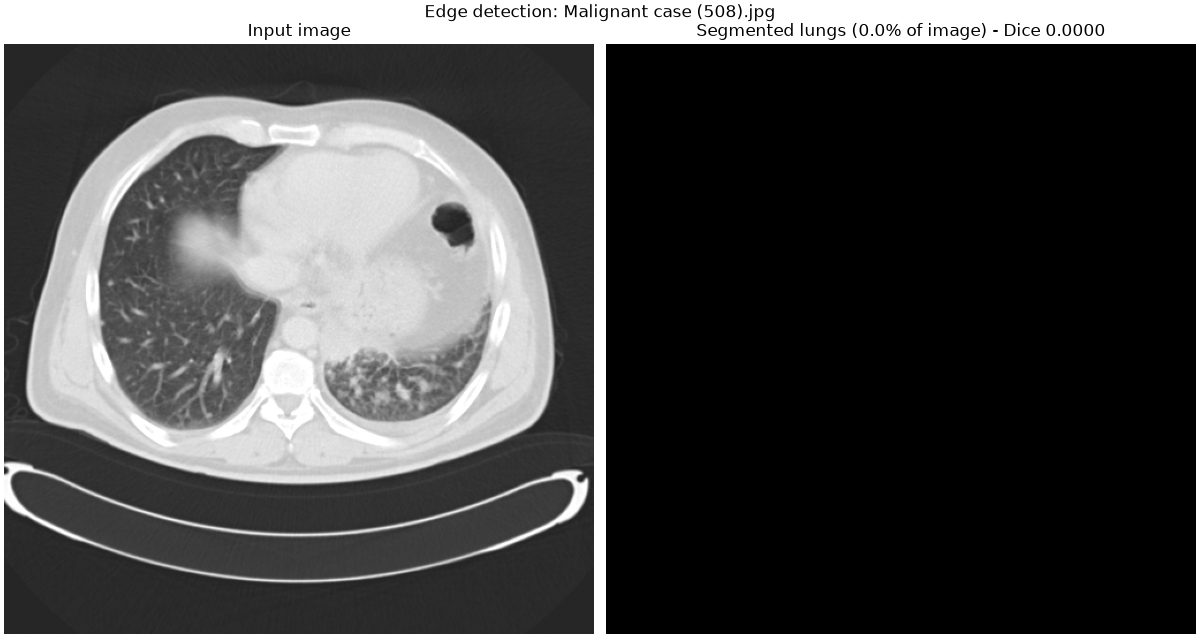 Edge detection: Malignant case (508).jpg
Input image
Segmented lungs (0.0% of image) - Dice 0.0000